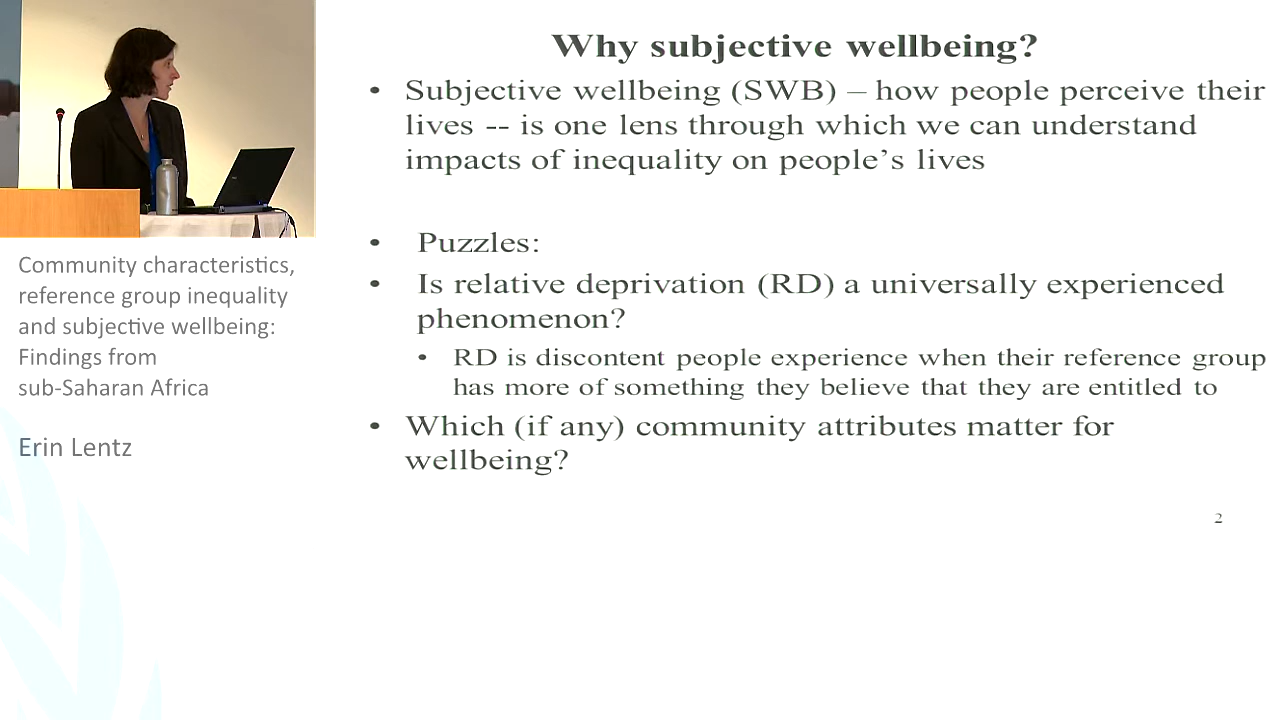 Why subjective wellbeing?
• Subjective wellbeing (SWB) – how people perceive their
lives -- is one lens through which we can understand
impacts of inequality on people's lives
• Puzzles:
• Is relative deprivation (RD) a universally experienced
phenomenon?
• RD is discontent people experience when their reference group
has more of something they believe that they are entitled to
• Which (if any) community attributes matter for
wellbeing?
2
Community characteristics,
reference group inequality
and subjective wellbeing:
Findings from
sub-Saharan Africa
Erin Lentz